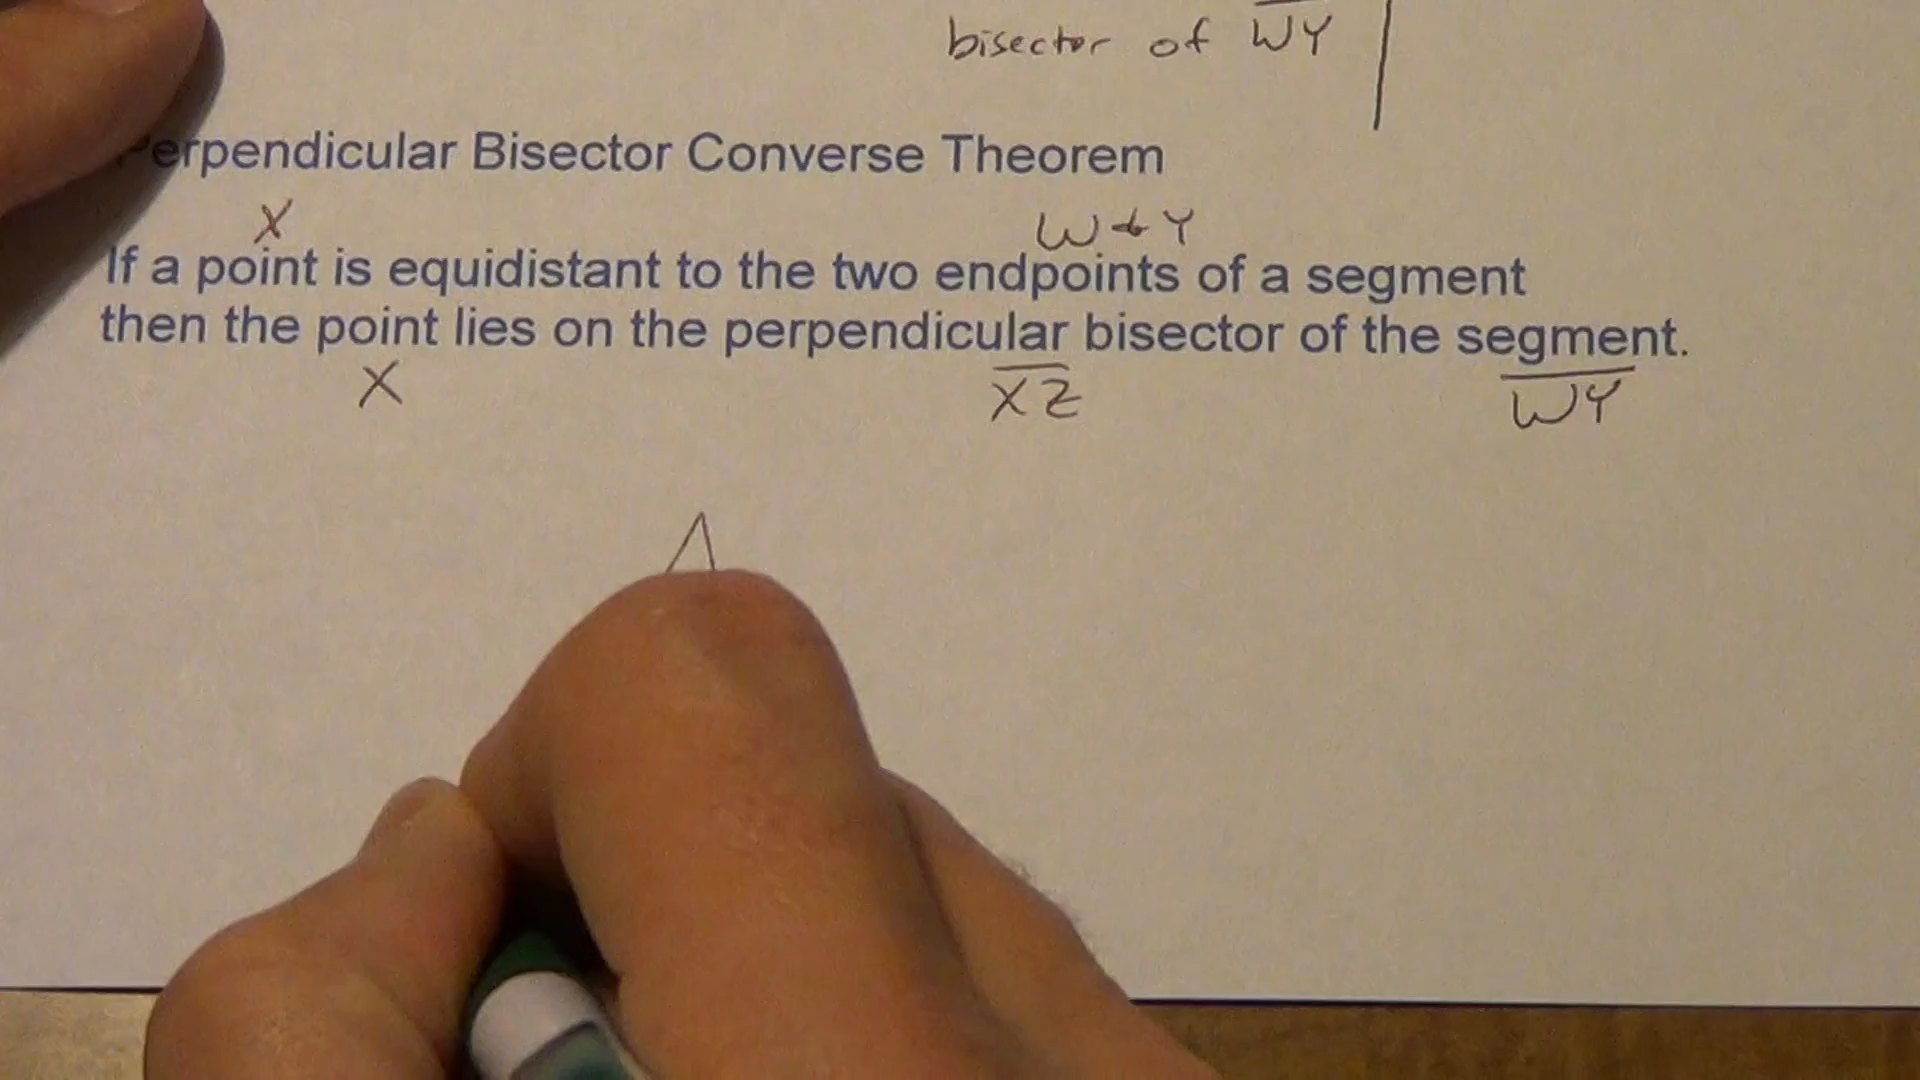 bisector of WY
Perpendicular Bisector Converse Theorem
X W & Y
If a point is equidistant to the two endpoints of a segment
then the point lies on the perpendicular bisector of the segment.
X XZ WY